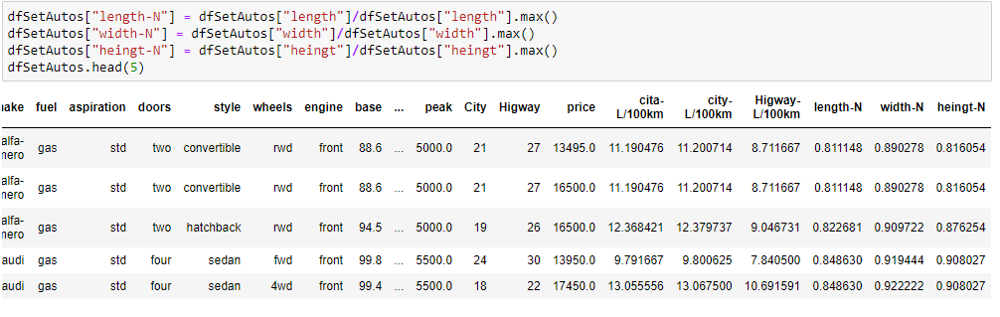 dfSetAutos["length-N"] = dfSetAutos["length"]/dfSetAutos["length"].max()
dfSetAutos["width-N"] = dfSetAutos["width"]/dfSetAutos["width"].max()
dfSetAutos["heingt-N"] = dfSetAutos["heingt"]/dfSetAutos["heingt"].max()
dfSetAutos.head(5)
cita- city- Higway-
nake fuel aspiration doors style wheels engine base ... peak City Higway price L/100km L/100km L/100km length-N width-N heingt-N
alfa-
nero gas std two convertible rwd front 88.6 ... 5000.0 21 27 13495.0 11.190476 11.200714 8.711667 0.811148 0.890278 0.816054
alfa-
nero gas std two convertible rwd front 88.6 ... 5000.0 21 27 16500.0 11.190476 11.200714 8.711667 0.811148 0.890278 0.816054
alfa-
nero gas std two hatchback rwd front 94.5 ... 5000.0 19 26 16500.0 12.368421 12.379737 9.046731 0.822681 0.909722 0.876254
audi gas std four sedan fwd front 99.8 ... 5500.0 24 30 13950.0 9.791667 9.800625 7.840500 0.848630 0.919444 0.908027
audi gas std four sedan 4wd front 99.4 ... 5500.0 18 22 17450.0 13.055556 13.067500 10.691591 0.848630 0.922222 0.908027